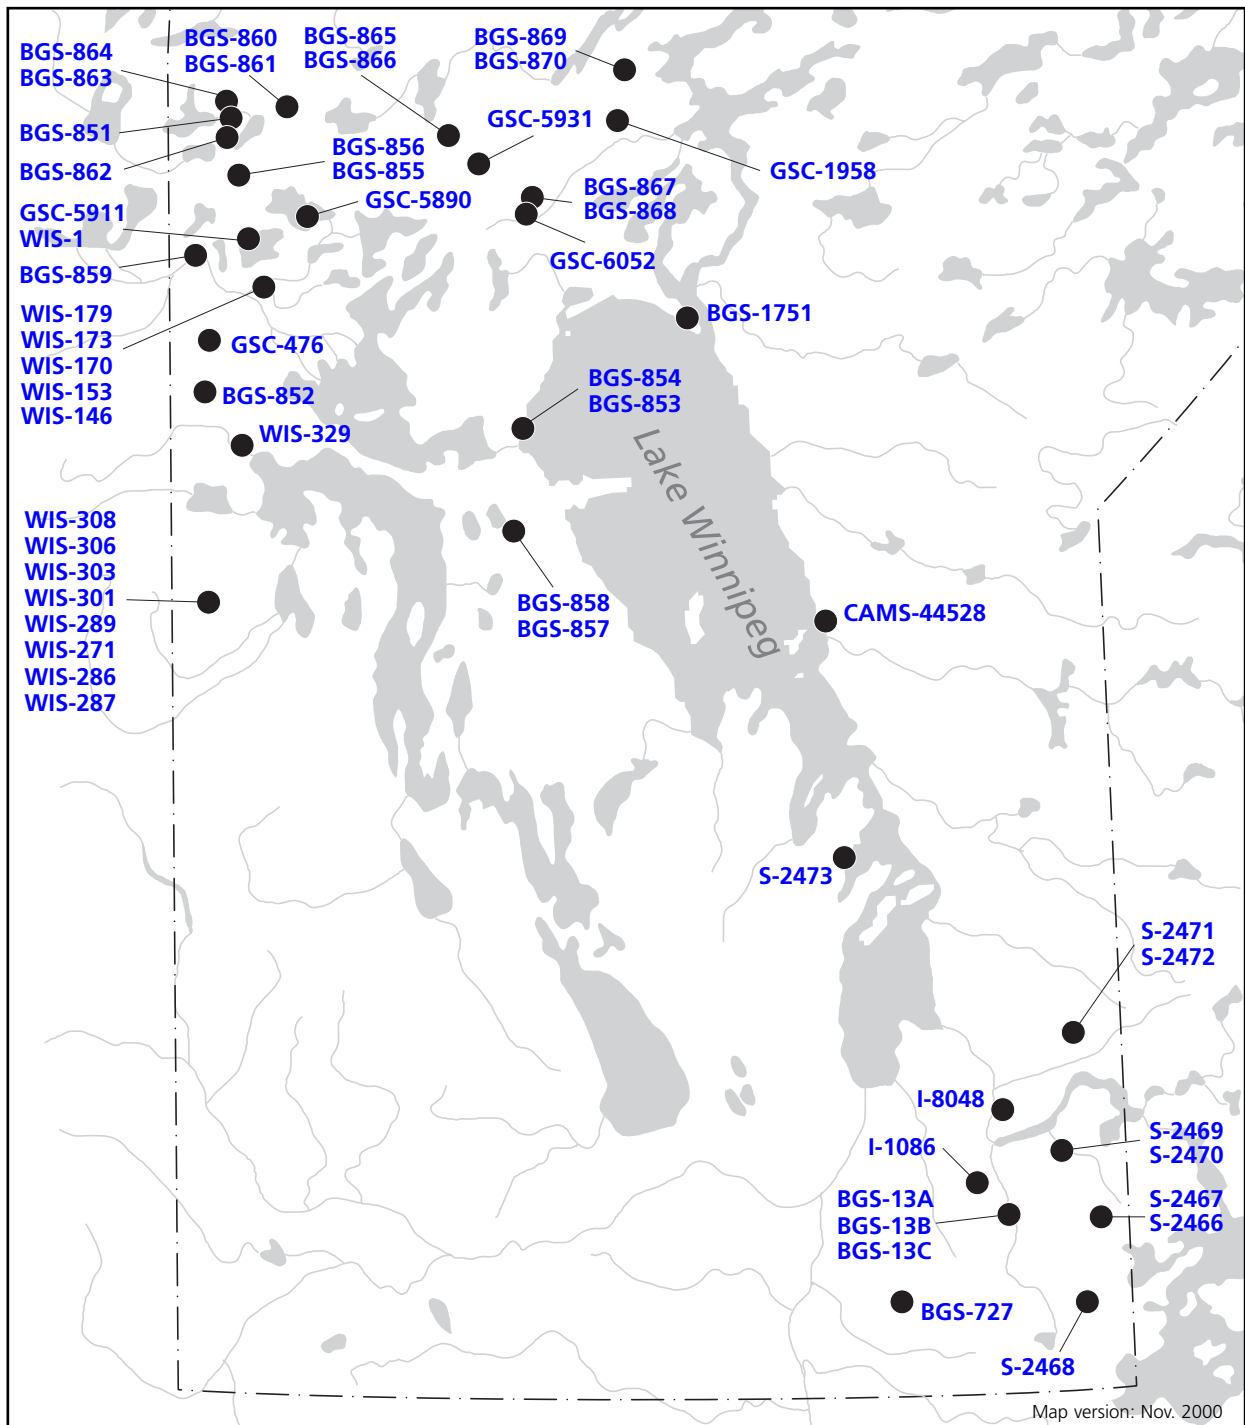 BGS-864
BGS-863
BGS-860
BGS-861
BGS-865
BGS-866
BGS-869
BGS-870
BGS-851
BGS-862
BGS-856
BGS-855
GSC-5931
GSC-1958
GSC-5911
WIS-1
GSC-5890
BGS-867
BGS-868
BGS-859
GSC-6052
WIS-179
WIS-173
WIS-170
WIS-153
WIS-146
GSC-476
BGS-1751
BGS-852
BGS-854
BGS-853
WIS-329
Lake Winnipeg
WIS-308
WIS-306
WIS-303
WIS-301
WIS-289
WIS-271
WIS-286
WIS-287
BGS-858
BGS-857
CAMS-44528
S-2473
S-2471
S-2472
I-8048
I-1086
S-2469
S-2470
BGS-13A
BGS-13B
BGS-13C
S-2467
S-2466
BGS-727
S-2468
Map version: Nov. 2000